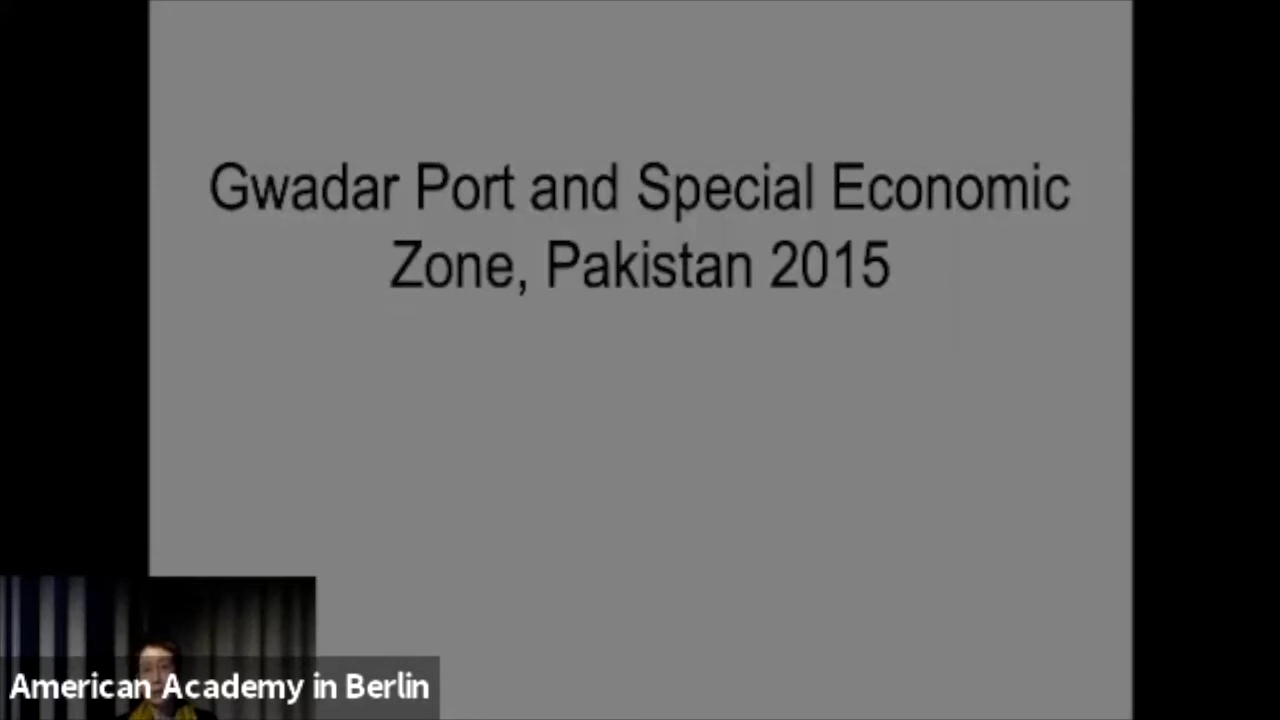 Gwadar Port and Special Economic
Zone, Pakistan 2015
American Academy in Berlin